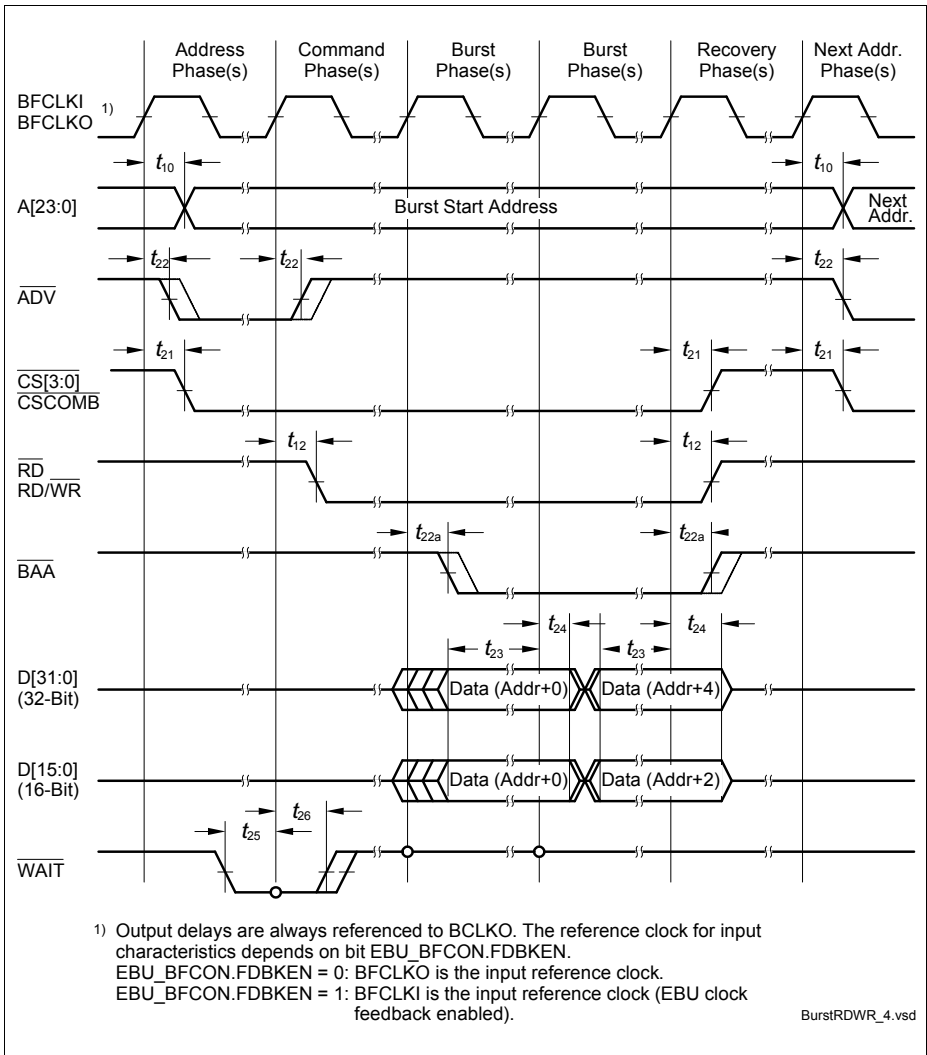 Address Phase(s) Command Phase(s) Burst Phase(s) Burst Phase(s) Recovery Phase(s) Next Addr. Phase(s)
BFCLKI
BFCLKO 1)
t10 t10
A[23:0] Burst Start Address Next Addr.
t22 t22 t22
ADV
t21 t21 t21
CS[3:0]
CSCOMB
t12 t12
RD
RD/WR
t22a t22a
BAA
t24 t24
t23 t23
D[31:0]
(32-Bit) Data (Addr+0) Data (Addr+4)
D[15:0]
(16-Bit) Data (Addr+0) Data (Addr+2)
t26
t25
WAIT
1) Output delays are always referenced to BCLKO. The reference clock for input
characteristics depends on bit EBU_BFCON.FDBKEN.
EBU_BFCON.FDBKEN = 0: BFCLKO is the input reference clock.
EBU_BFCON.FDBKEN = 1: BFCLKI is the input reference clock (EBU clock
feedback enabled).
BurstRDWR_4.vsd